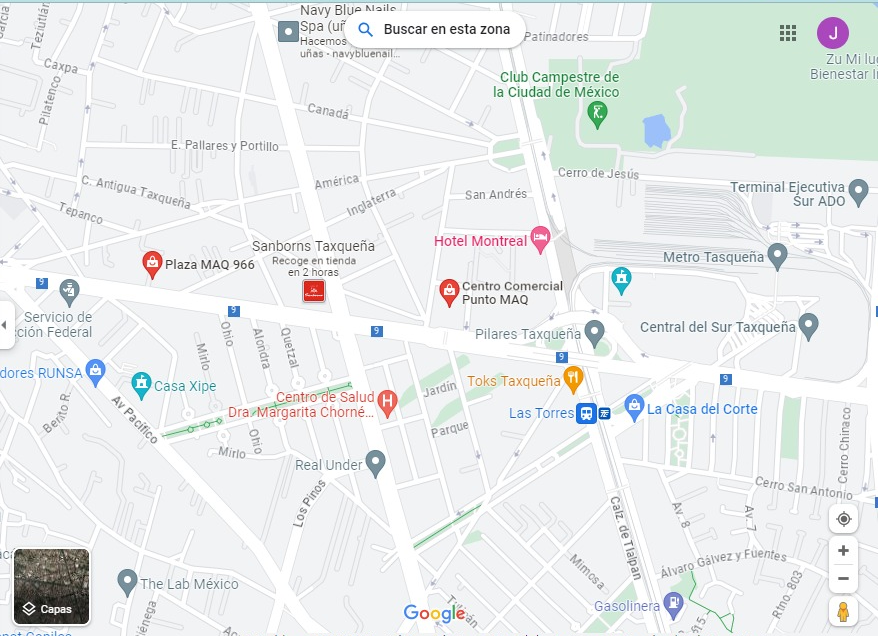 Navy Blue Nails
Spa (uñ
Hacemos
uñas - navybluenail...
Buscar en esta zona
Patinadores
J
Zu Mi lu
Bienestar I
Teziutlán
Caxpa
Pilatenco
Club Campestre de
la Ciudad de México
Canadá
E. Pallares y Portillo
América
Inglaterra
C. Antigua Taxqueña
Tepanco
San Andrés
Cerro de Jesús
Terminal Ejecutiva
Sur ADO
Hotel Montreal
Metro Tasqueña
Sanborns Taxqueña
Recoge en tienda
en 2 horas
Plaza MAQ 966
Centro Comercial
Punto MAQ
9
Servicio de
cción Federal
9
9
Pilares Taxqueña
Central del Sur Taxqueña
9
9
Ohio
Mirlo
Alondra
Quetzal
dores RUNSA
Casa Xipe
Toks Taxqueña
Jardín
Centro de Salud
Dra. Margarita Chorné...
Las Torres
La Casa del Corte
Benito R.
Av Pacífico
Ohio
Mirlo
Parque
Cerro Chinaco
Real Under
Los Pinos
Cerro San Antonio
Calz. de Tlalpan
Av. 8
Av. 7
Álvaro Gálvez y Fuentes
Mimosa
Rtno. 803
The Lab México
Capas
Google
Gasolinera